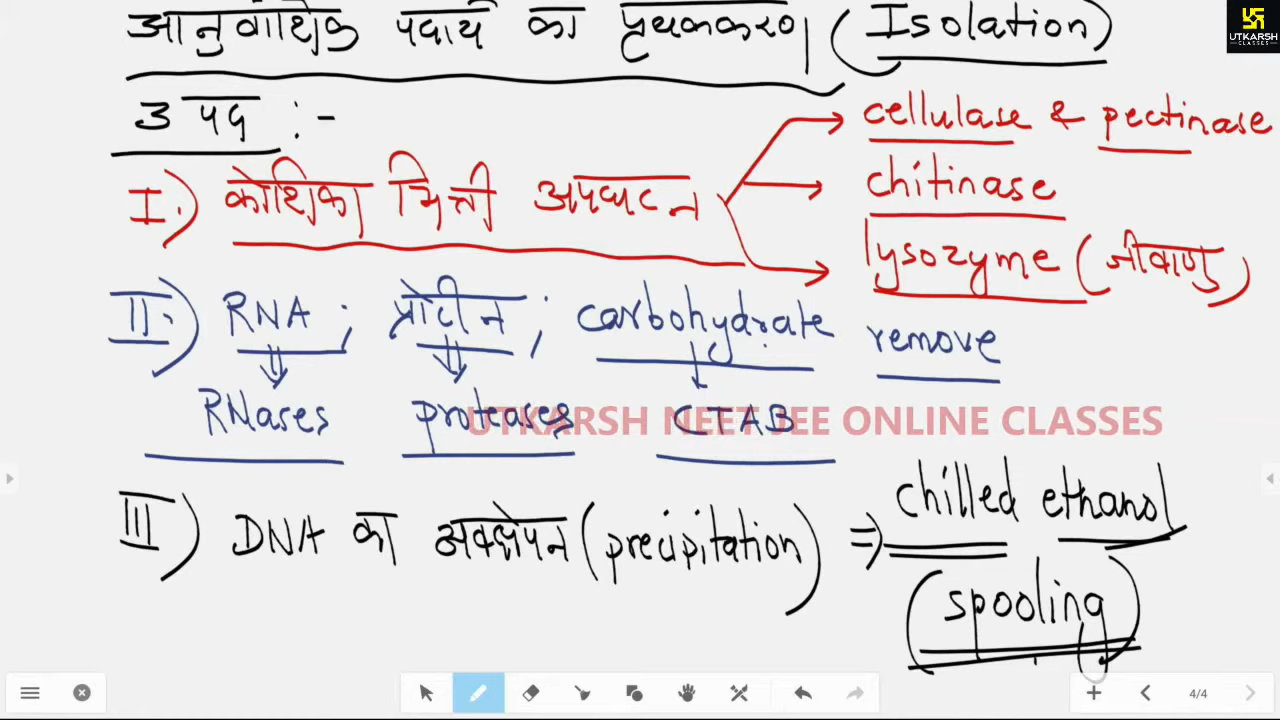 आनुवांशिक पदार्थ का पृथक्करण (Isolation)
UTKARSH
CLASSES
3 पद :-
I.) कोशिका भित्ती अपघटन
cellulase & pectinase
chitinase
lysozyme (जीवाणु)
II.) RNA ; प्रोटीन ; carbohydrate remove
RNases proteases CTAB
UTKARSH NEET JEE ONLINE CLASSES
III) DNA का अवक्षेपन (precipitation) ⇒ chilled ethanol
(spooling)
4/4